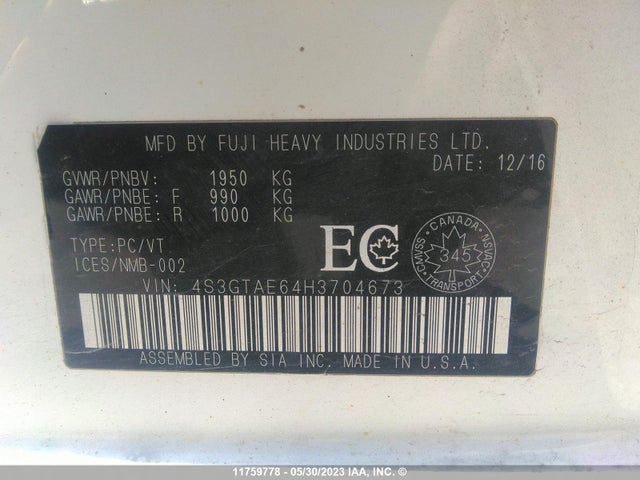 MFD BY FUJI HEAVY INDUSTRIES LTD.
DATE: 12/16
GVWR/PNBV: 1950 KG
GAWR/PNBE: F 990 KG
GAWR/PNBE: R 1000 KG
TYPE:PC/VT
ICES/NMB-002
EC
CANADA
CMVSS NSVAC
345
TRANSPORT
VIN: 4S3GTAE64H3704673
ASSEMBLED BY SIA INC. MADE IN U.S.A.
11759778 - 05/30/2023 IAA, INC. ©